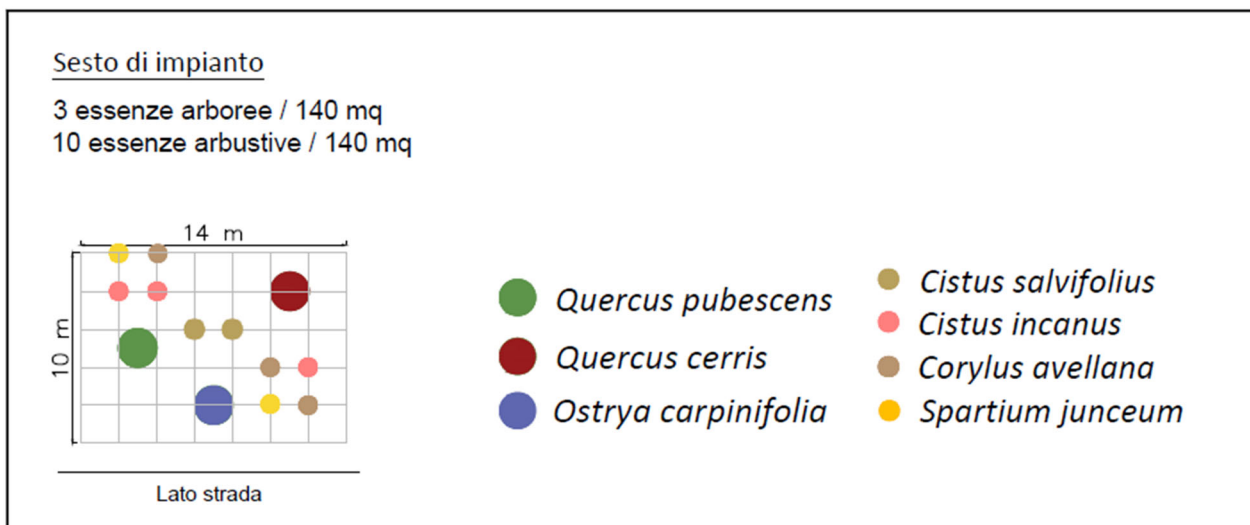 Sesto di impianto
3 essenze arboree / 140 mq
10 essenze arbustive / 140 mq
14 m
10 m
Lato strada
Quercus pubescens
Quercus cerris
Ostrya carpinifolia
Cistus salvifolius
Cistus incanus
Corylus avellana
Spartium junceum